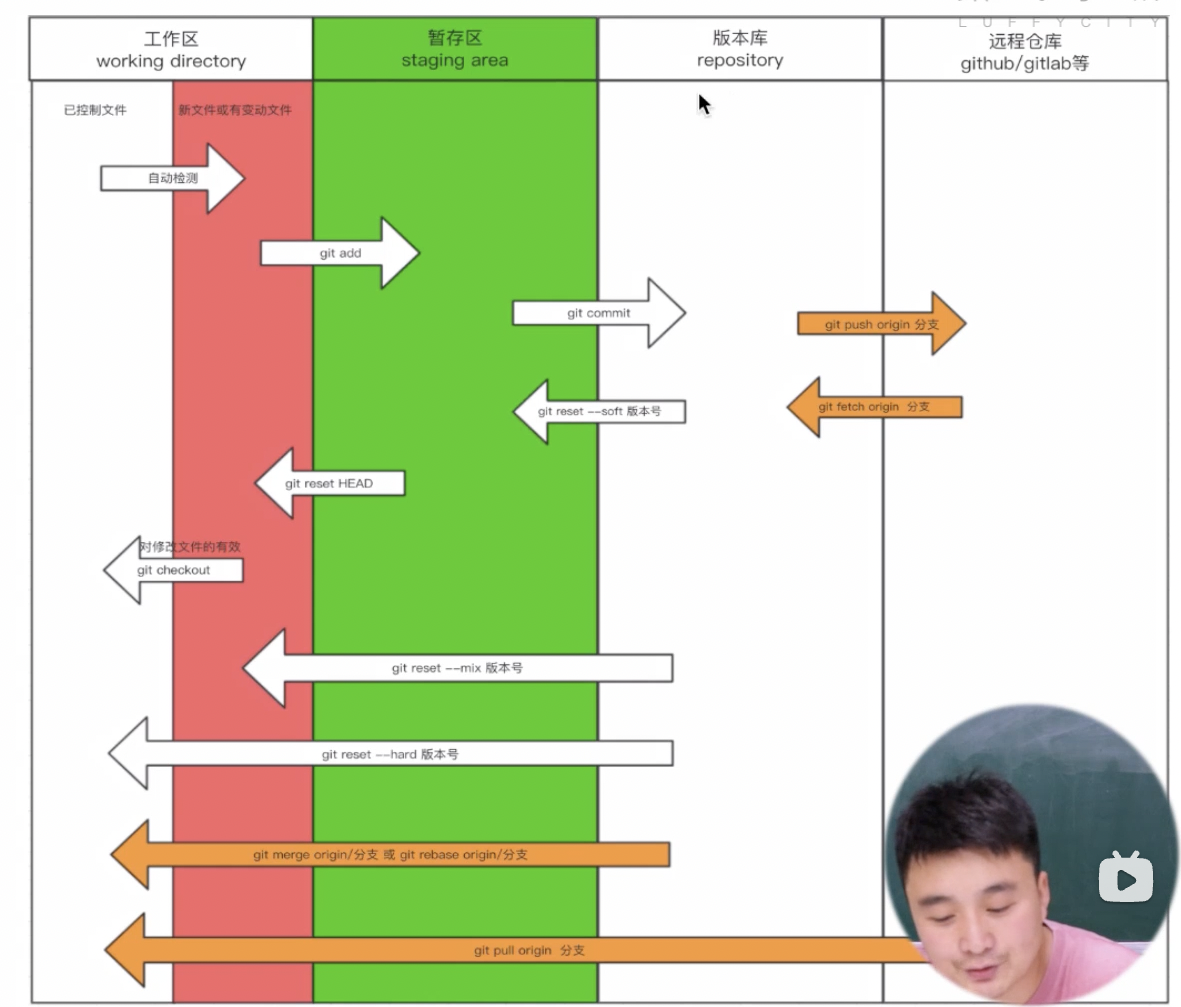 LUFFYCITY
工作区
working directory
暂存区
staging area
版本库
repository
远程仓库
github/gitlab等
已控制文件
新文件或有变动文件
自动检测
git add
git commit
git push origin 分支
git reset --soft 版本号
git fetch origin 分支
git reset HEAD
对修改文件的有效
git checkout
git reset --mix 版本号
git reset --hard 版本号
git merge origin/分支 或 git rebase origin/分支
git pull origin 分支